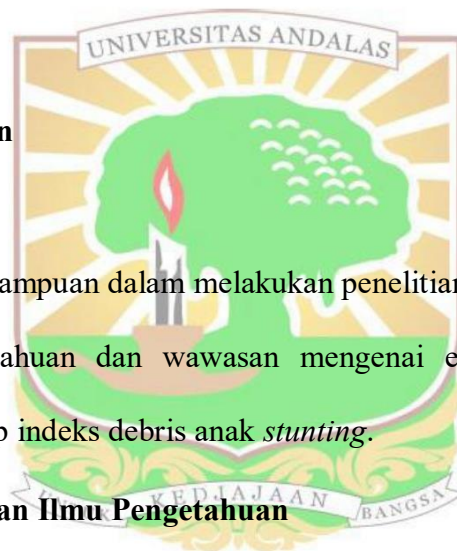 UNIVERSITAS ANDALAS
n
ampuan dalam melakukan penelitian
ahuan dan wawasan mengenai e
o indeks debris anak stunting.
UNTUK KEDJAJAAN BANGSA
an Ilmu Pengetahuan